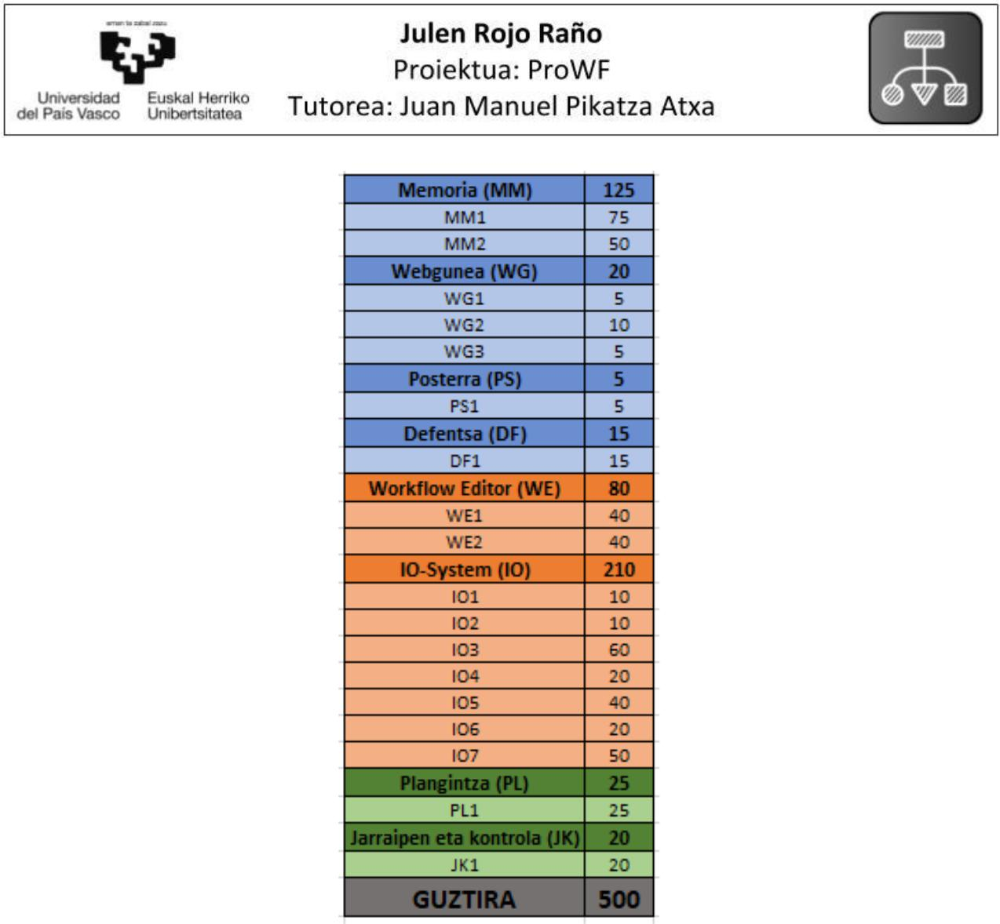 eman ta zabal zazu
Universidad
del País Vasco
Euskal Herriko
Unibertsitatea
Julen Rojo Raño
Proiektua: ProWF
Tutorea: Juan Manuel Pikatza Atxa
Memoria (MM) 125
MM1 75
MM2 50
Webgunea (WG) 20
WG1 5
WG2 10
WG3 5
Posterra (PS) 5
PS1 5
Defentsa (DF) 15
DF1 15
Workflow Editor (WE) 80
WE1 40
WE2 40
IO-System (IO) 210
IO1 10
IO2 10
IO3 60
IO4 20
IO5 40
IO6 20
IO7 50
Plangintza (PL) 25
PL1 25
Jarraipen eta kontrola (JK) 20
JK1 20
GUZTIRA 500